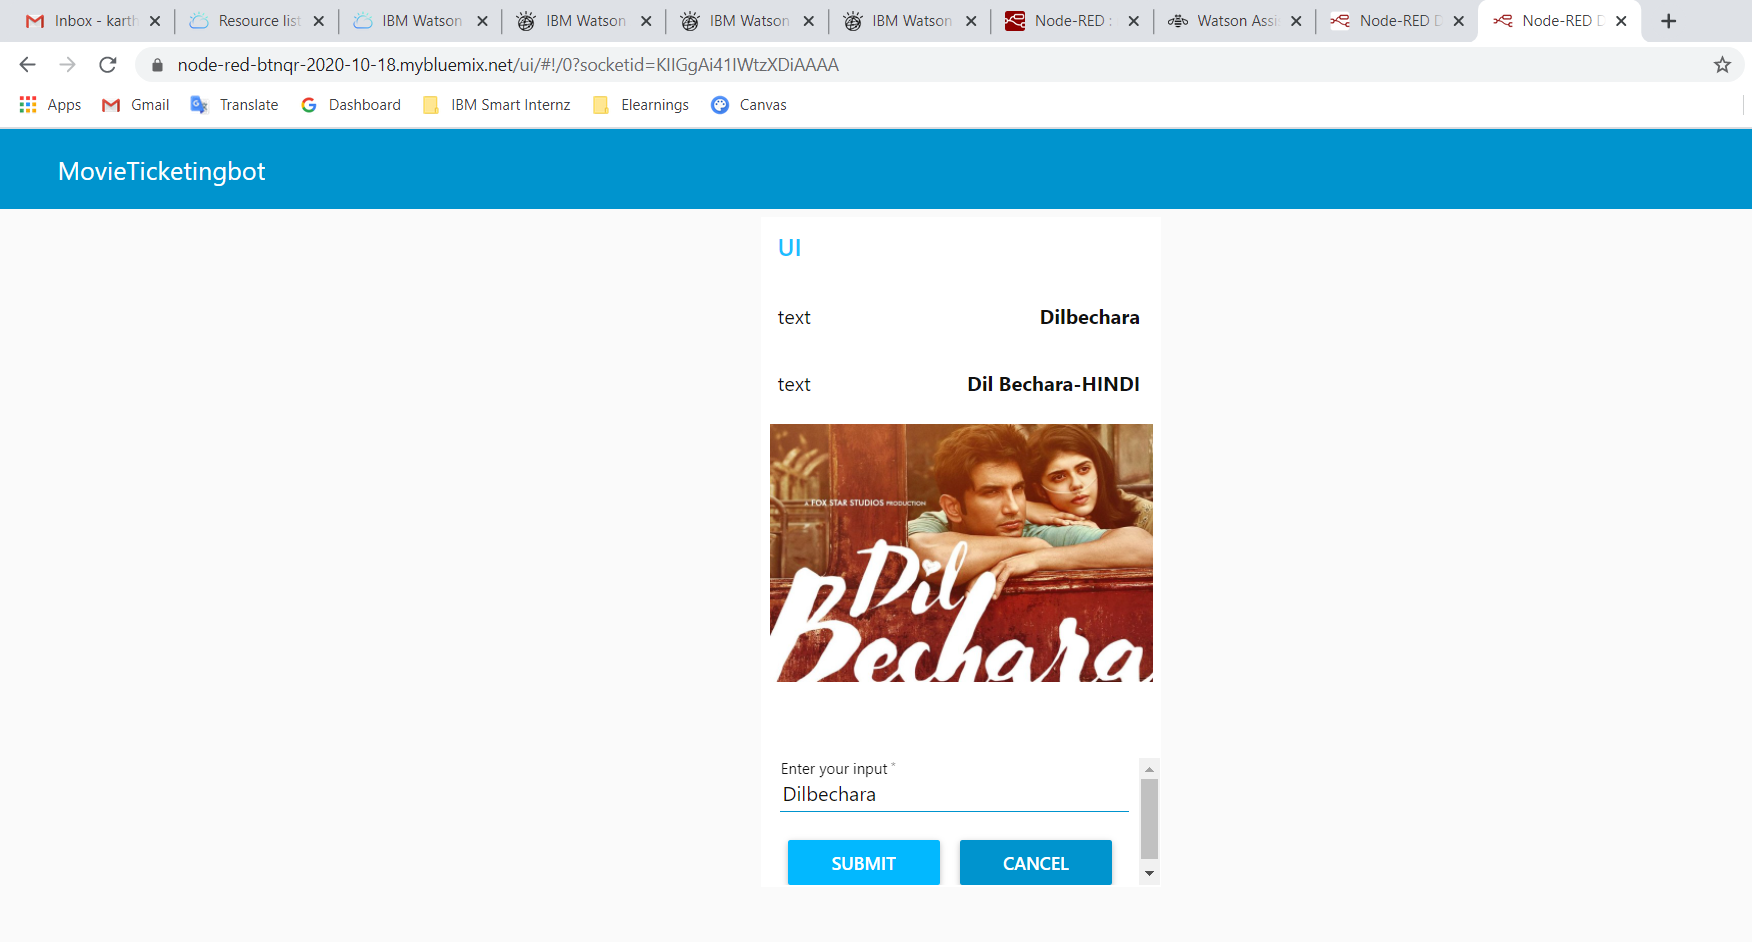 Inbox - karth
Resource list
IBM Watson
IBM Watson
IBM Watson
IBM Watson
Node-RED :
Watson Assi
Node-RED D
Node-RED D
node-red-btnqr-2020-10-18.mybluemix.net/ui/#!/0?socketid=KIIGgAi41IWtzXDiAAAA
Apps Gmail Translate Dashboard IBM Smart Internz Elearnings Canvas
MovieTicketingbot
UI
text Dilbechara
text Dil Bechara-HINDI
A FOX STAR STUDIOS PRODUCTION
Dil
Bechara
Enter your input *
Dilbechara
SUBMIT CANCEL